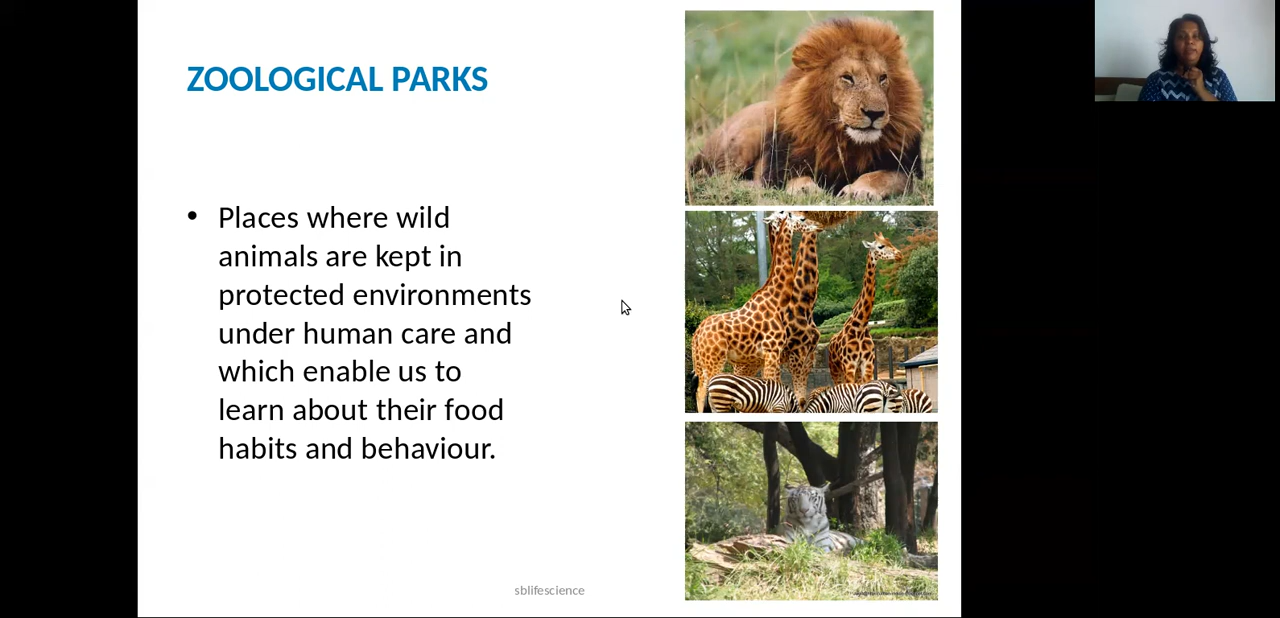 ZOOLOGICAL PARKS
• Places where wild
animals are kept in
protected environments
under human care and
which enable us to
learn about their food
habits and behaviour.
sblifescience